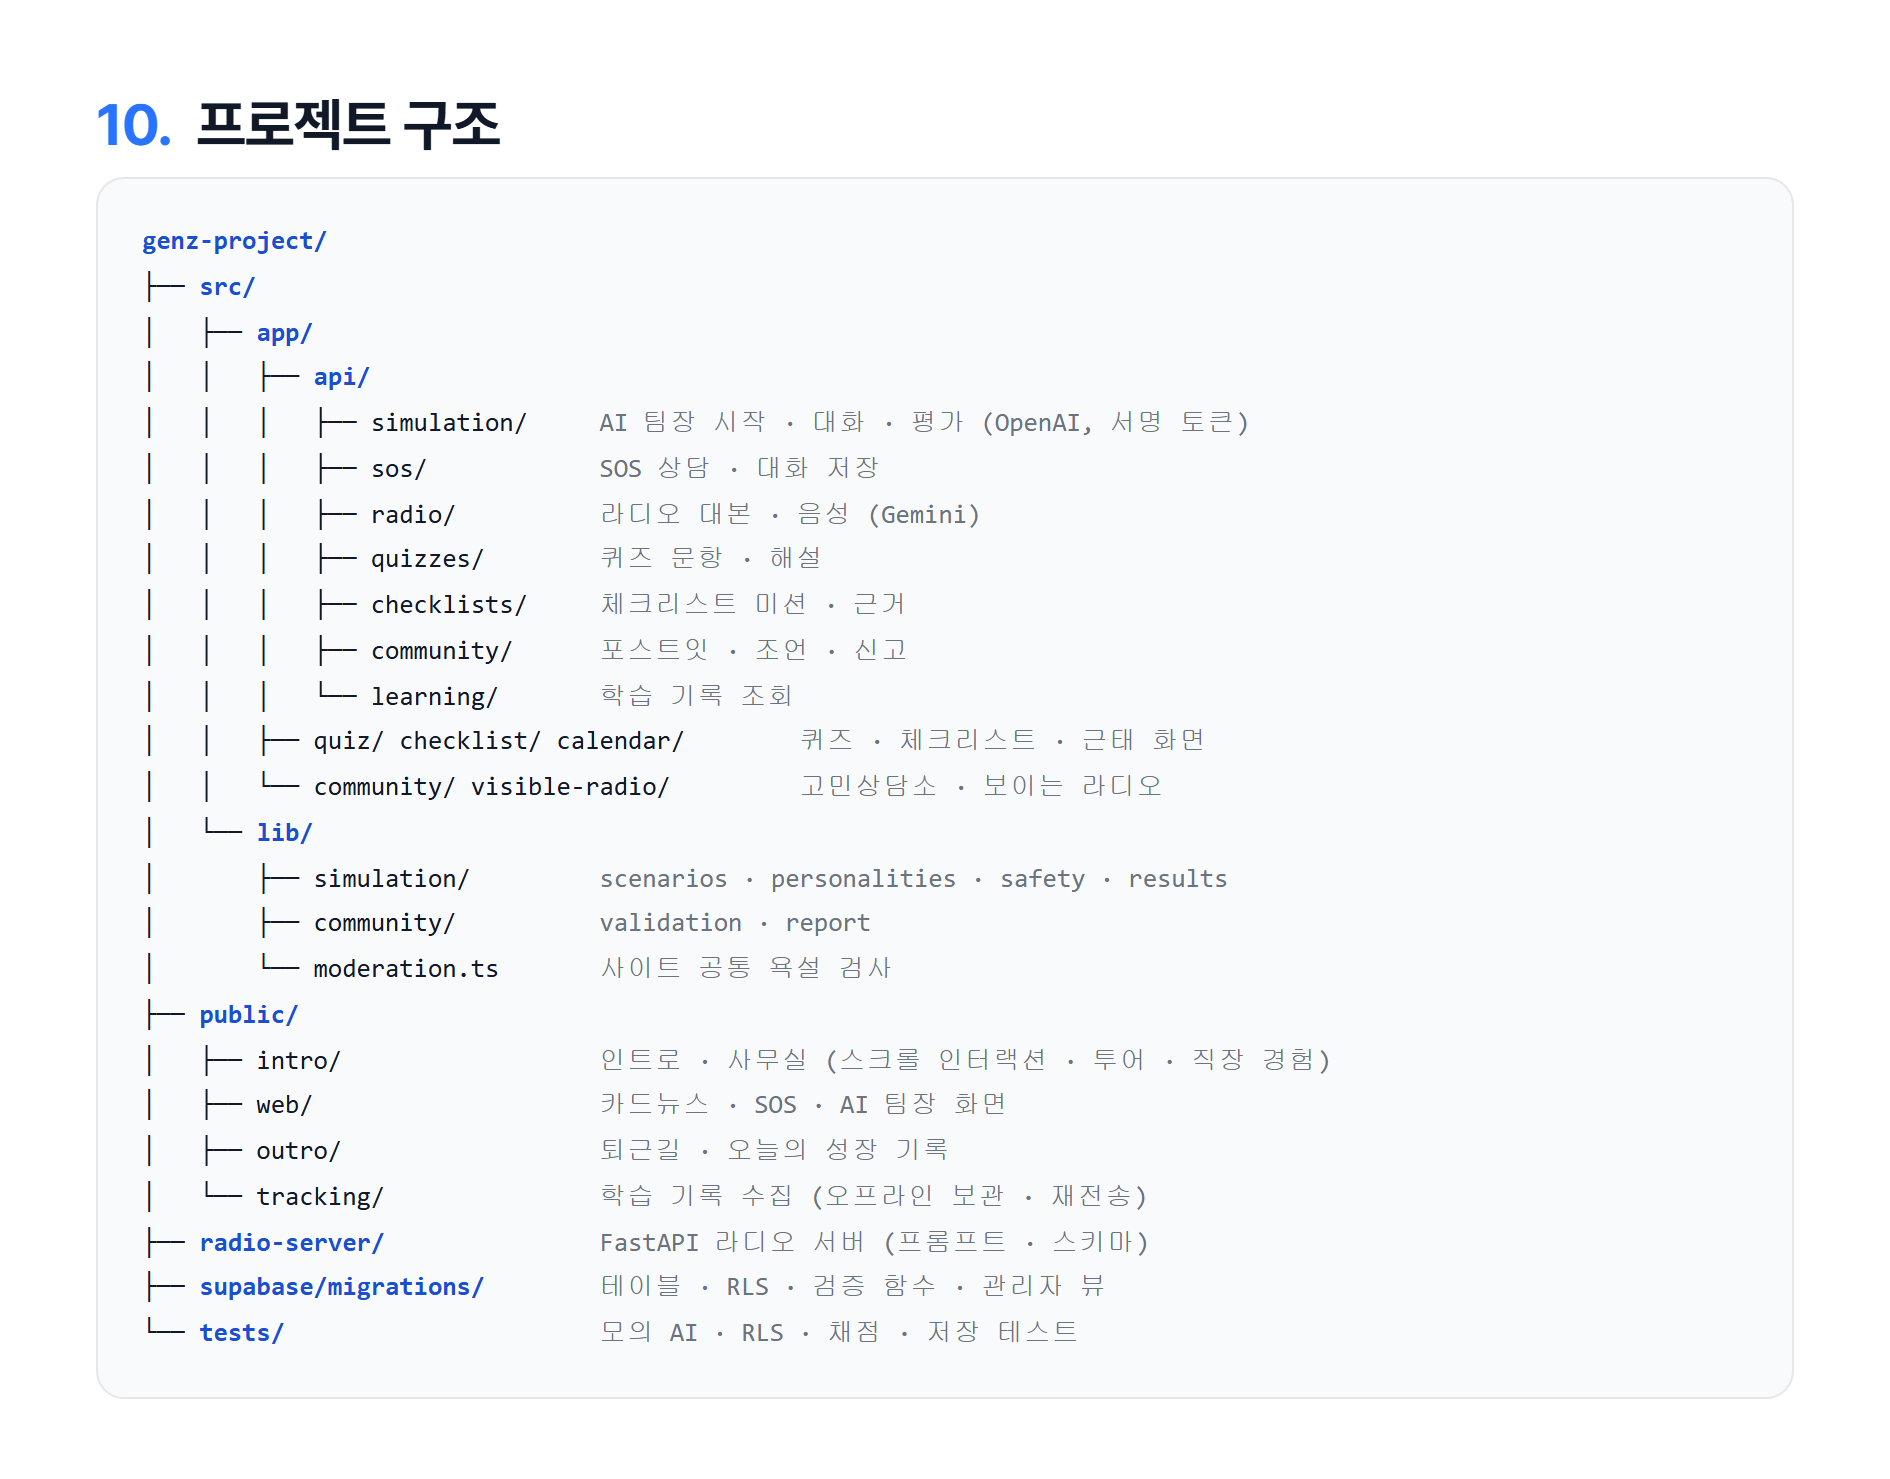 10. 프로젝트 구조
genz-project/
├── src/
│   ├── app/
│   │   ├── api/
│   │   │   ├── simulation/     AI 팀장 시작 · 대화 · 평가 (OpenAI, 서명 토큰)
│   │   │   ├── sos/            SOS 상담 · 대화 저장
│   │   │   ├── radio/          라디오 대본 · 음성 (Gemini)
│   │   │   ├── quizzes/        퀴즈 문항 · 해설
│   │   │   ├── checklists/     체크리스트 미션 · 근거
│   │   │   ├── community/      포스트잇 · 조언 · 신고
│   │   │   └── learning/       학습 기록 조회
│   │   ├── quiz/ checklist/ calendar/        퀴즈 · 체크리스트 · 근태 화면
│   │   └── community/ visible-radio/         고민상담소 · 보이는 라디오
│   └── lib/
│       ├── simulation/         scenarios · personalities · safety · results
│       ├── community/          validation · report
│       └── moderation.ts       사이트 공통 욕설 검사
├── public/
│   ├── intro/                  인트로 · 사무실 (스크롤 인터랙션 · 투어 · 직장 경험)
│   ├── web/                    카드뉴스 · SOS · AI 팀장 화면
│   ├── outro/                  퇴근길 · 오늘의 성장 기록
│   └── tracking/               학습 기록 수집 (오프라인 보관 · 재전송)
├── radio-server/               FastAPI 라디오 서버 (프롬프트 · 스키마)
├── supabase/migrations/        테이블 · RLS · 검증 함수 · 관리자 뷰
└── tests/                      모의 AI · RLS · 채점 · 저장 테스트